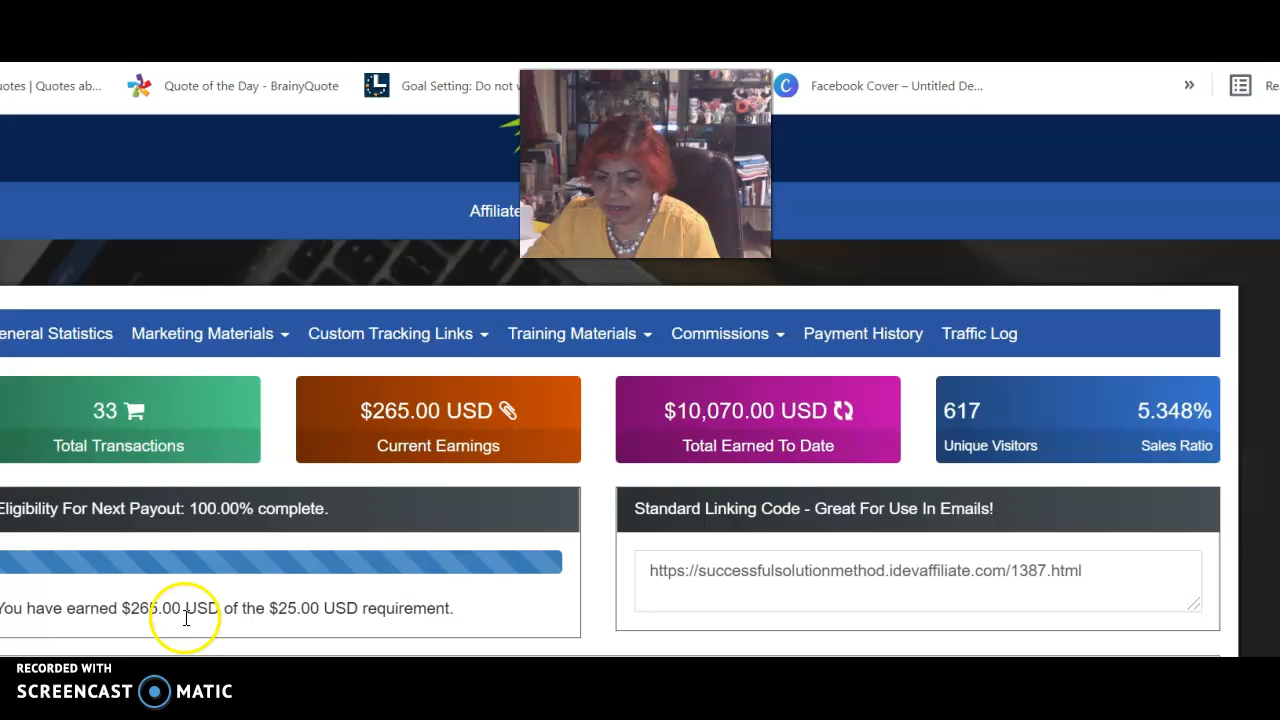 uotes | Quotes ab...
Quote of the Day - BrainyQuote
Goal Setting: Do not
Facebook Cover – Untitled De...
»
Re
Affiliate
eneral Statistics
Marketing Materials
Custom Tracking Links
Training Materials
Commissions
Payment History
Traffic Log
33
Total Transactions
$265.00 USD
Current Earnings
$10,070.00 USD
Total Earned To Date
617
5.348%
Unique Visitors
Sales Ratio
Eligibility For Next Payout: 100.00% complete.
You have earned $265.00 USD of the $25.00 USD requirement.
Standard Linking Code - Great For Use In Emails!
https://successfulsolutionmethod.idevaffiliate.com/1387.html
RECORDED WITH
SCREENCAST MATIC